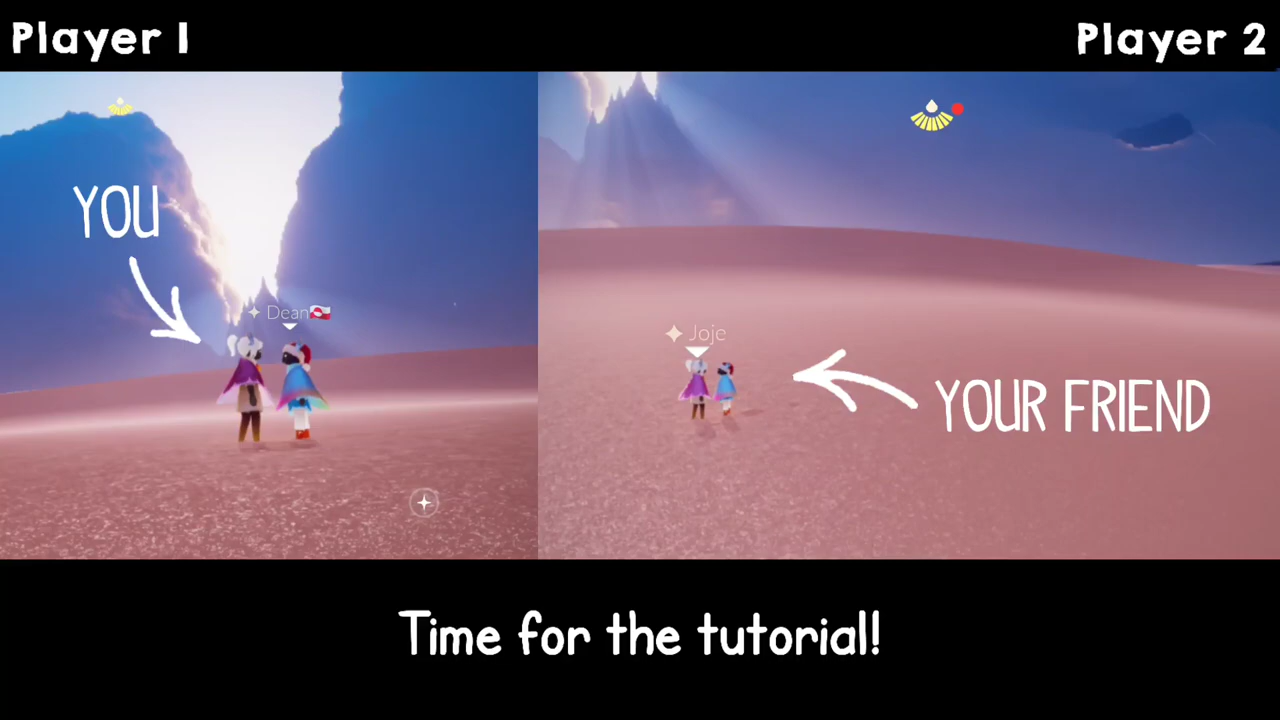 Player 1
Player 2
YOU
Dean
Joje
YOUR FRIEND
Time for the tutorial!